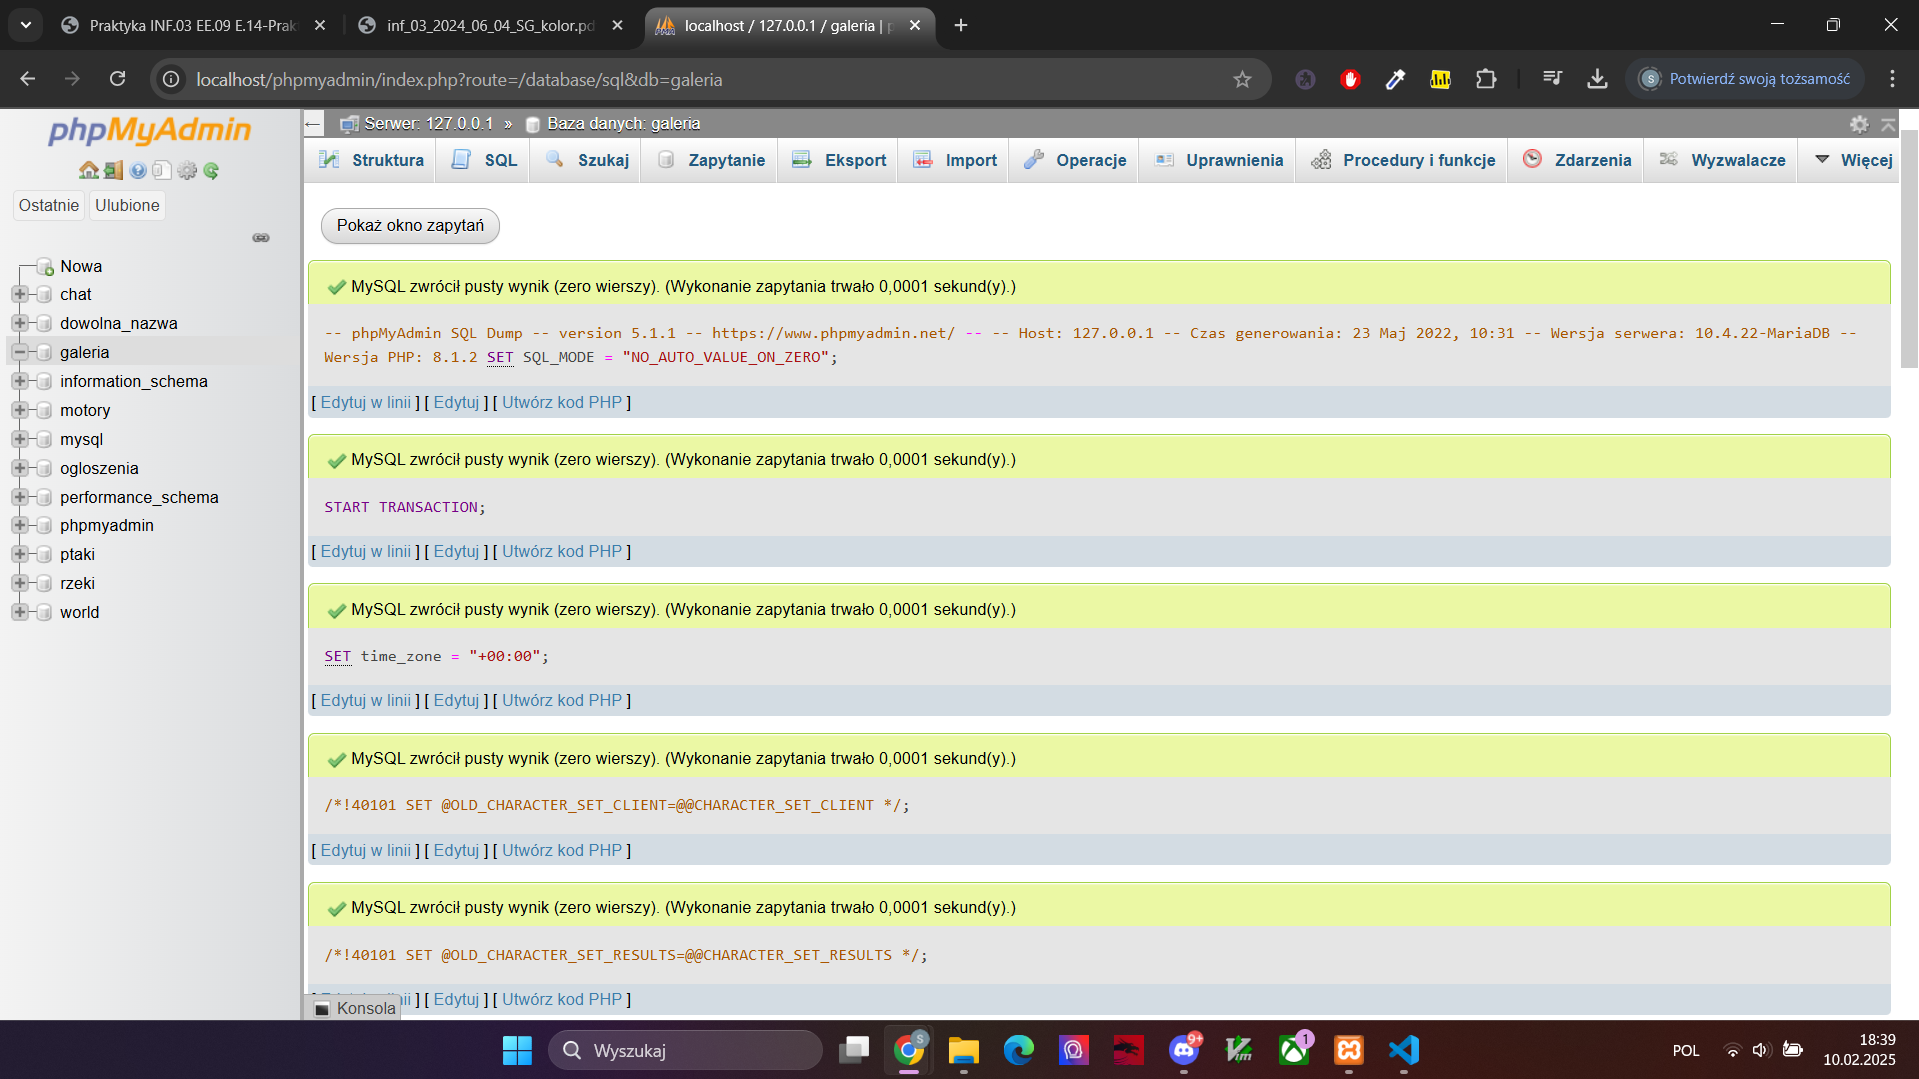 Praktyka INF.03 EE.09 E.14-Prak
inf_03_2024_06_04_SG_kolor.pd
localhost / 127.0.0.1 / galeria | p
localhost/phpmyadmin/index.php?route=/database/sql&db=galeria
S
Potwierdź swoją tożsamość
phpMyAdmin
Ostatnie
Ulubione
Nowa
chat
dowolna_nazwa
galeria
information_schema
motory
mysql
ogloszenia
performance_schema
phpmyadmin
ptaki
rzeki
world
Serwer: 127.0.0.1 » Baza danych: galeria
Struktura
SQL
Szukaj
Zapytanie
Eksport
Import
Operacje
Uprawnienia
Procedury i funkcje
Zdarzenia
Wyzwalacze
Więcej
Pokaż okno zapytań
MySQL zwrócił pusty wynik (zero wierszy). (Wykonanie zapytania trwało 0,0001 sekund(y).)
-- phpMyAdmin SQL Dump -- version 5.1.1 -- https://www.phpmyadmin.net/ -- -- Host: 127.0.0.1 -- Czas generowania: 23 Maj 2022, 10:31 -- Wersja serwera: 10.4.22-MariaDB --
Wersja PHP: 8.1.2 SET SQL_MODE = "NO_AUTO_VALUE_ON_ZERO";
[ Edytuj w linii ] [ Edytuj ] [ Utwórz kod PHP ]
MySQL zwrócił pusty wynik (zero wierszy). (Wykonanie zapytania trwało 0,0001 sekund(y).)
START TRANSACTION;
[ Edytuj w linii ] [ Edytuj ] [ Utwórz kod PHP ]
MySQL zwrócił pusty wynik (zero wierszy). (Wykonanie zapytania trwało 0,0001 sekund(y).)
SET time_zone = "+00:00";
[ Edytuj w linii ] [ Edytuj ] [ Utwórz kod PHP ]
MySQL zwrócił pusty wynik (zero wierszy). (Wykonanie zapytania trwało 0,0001 sekund(y).)
/*!40101 SET @OLD_CHARACTER_SET_CLIENT=@@CHARACTER_SET_CLIENT */;
[ Edytuj w linii ] [ Edytuj ] [ Utwórz kod PHP ]
MySQL zwrócił pusty wynik (zero wierszy). (Wykonanie zapytania trwało 0,0001 sekund(y).)
/*!40101 SET @OLD_CHARACTER_SET_RESULTS=@@CHARACTER_SET_RESULTS */;
] [ Edytuj ] [ Utwórz kod PHP ]
Konsola
Wyszukaj
S
9+
1
POL
18:39
10.02.2025